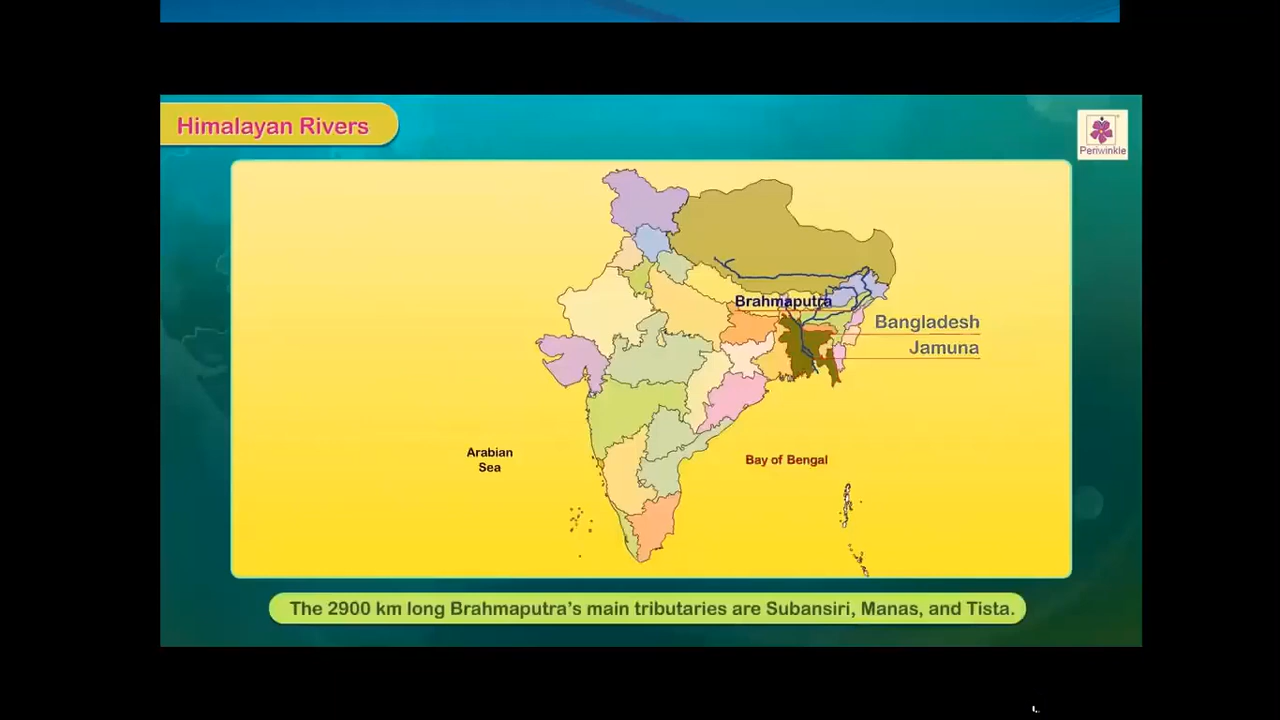 Himalayan Rivers
Periwinkle
Brahmaputra
Bangladesh
Jamuna
Arabian
Sea
Bay of Bengal
The 2900 km long Brahmaputra's main tributaries are Subansiri, Manas, and Tista.